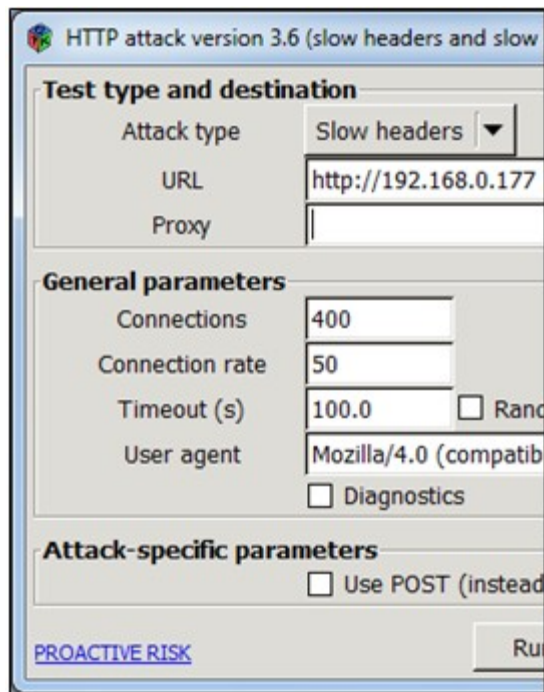 HTTP attack version 3.6 (slow headers and slow
Test type and destination
Attack type Slow headers
URL http://192.168.0.177
Proxy
General parameters
Connections 400
Connection rate 50
Timeout (s) 100.0 Rand
User agent Mozilla/4.0 (compatib
Diagnostics
Attack-specific parameters
Use POST (instead
PROACTIVE RISK Run